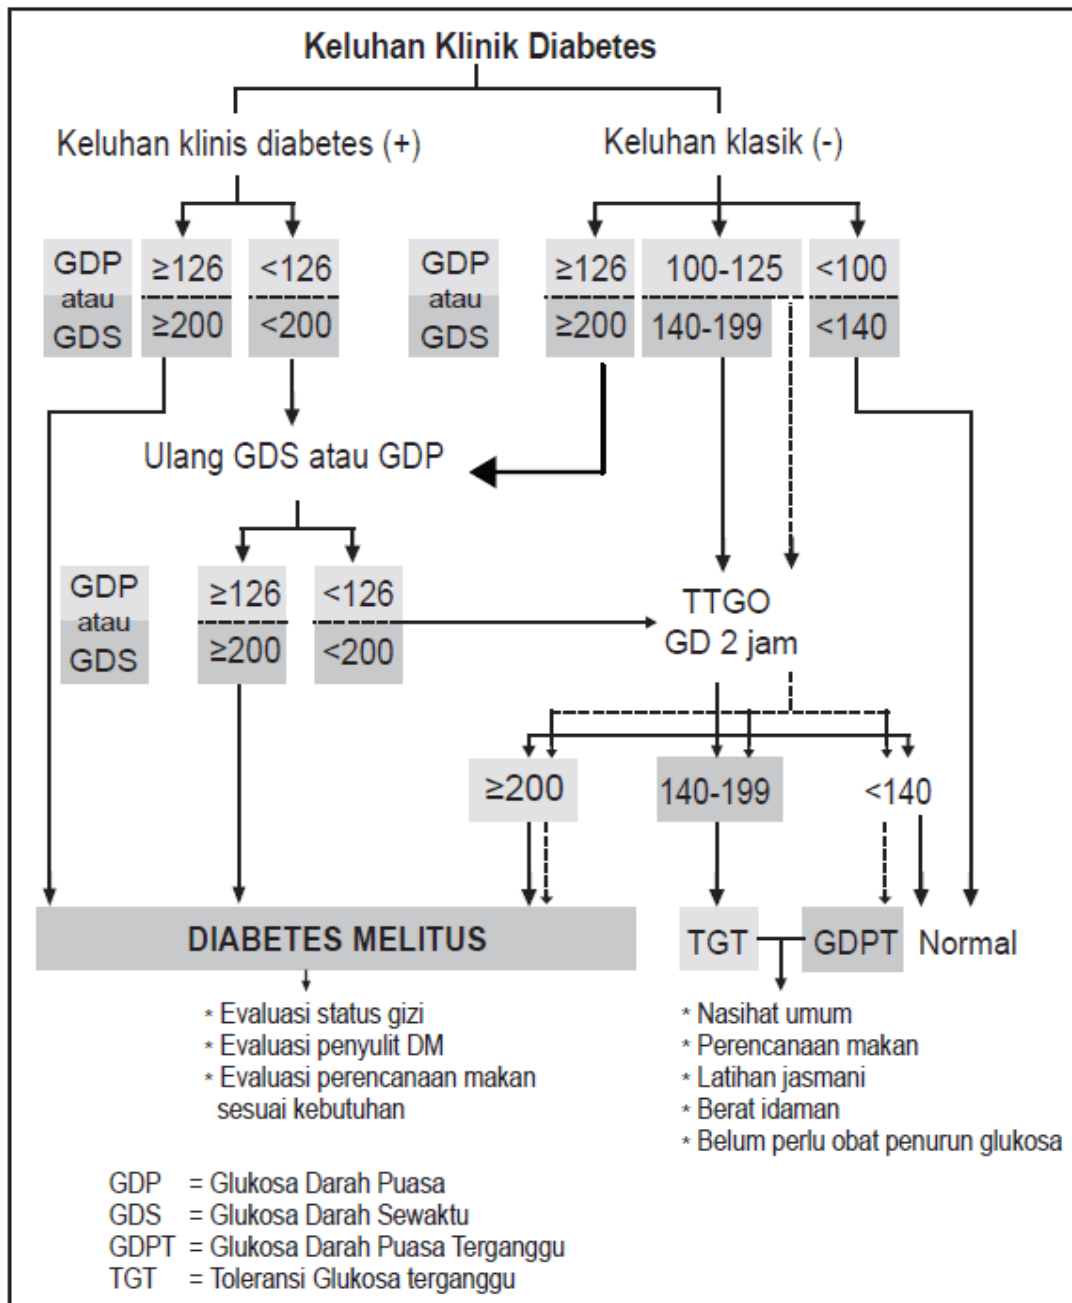 Keluhan Klinik Diabetes
Keluhan klinis diabetes (+)
Keluhan klasik (-)
GDP
atau
GDS
≥126
<126
≥200
<200
GDP
atau
GDS
≥126
100-125
<100
≥200
140-199
<140
Ulang GDS atau GDP
GDP
atau
GDS
≥126
<126
≥200
<200
TTGO
GD 2 jam
≥200
140-199
<140
DIABETES MELITUS
TGT
GDPT
Normal
* Evaluasi status gizi
* Evaluasi penyulit DM
* Evaluasi perencanaan makan
sesuai kebutuhan
* Nasihat umum
* Perencanaan makan
* Latihan jasmani
* Berat idaman
* Belum perlu obat penurun glukosa
GDP = Glukosa Darah Puasa
GDS = Glukosa Darah Sewaktu
GDPT = Glukosa Darah Puasa Terganggu
TGT = Toleransi Glukosa terganggu